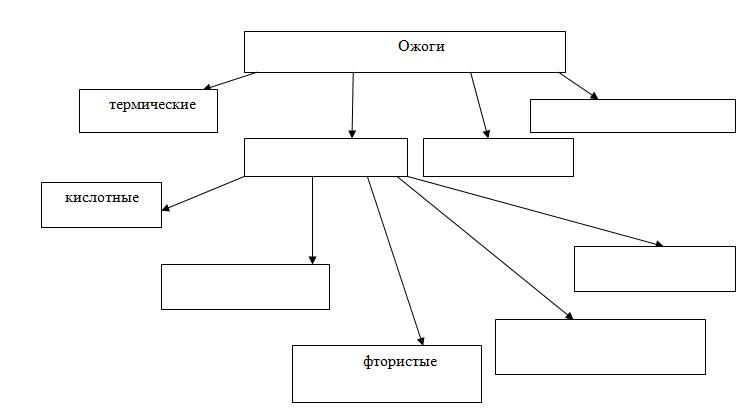 Ожоги
термические
кислотные
фтористые